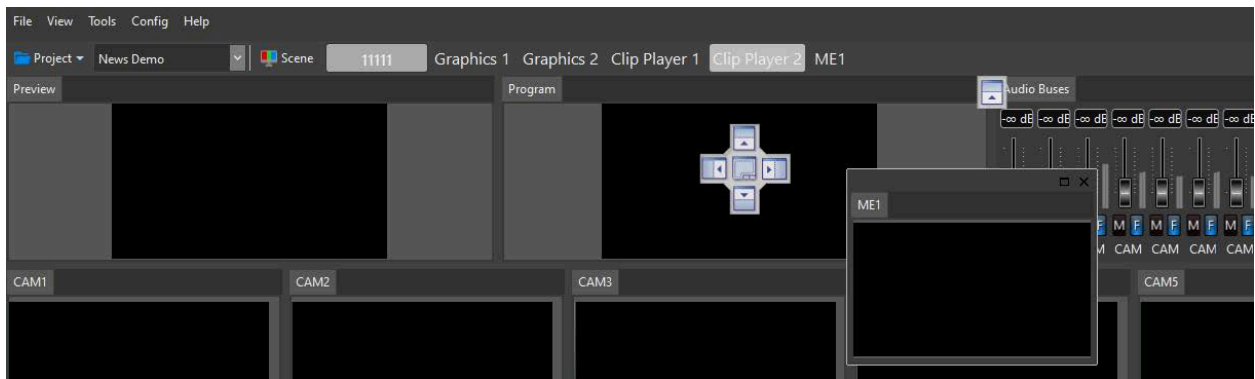 File View Tools Config Help
Project News Demo Scene 11111 Graphics 1 Graphics 2 Clip Player 1 Clip Player 2 ME1
Preview Program Audio Buses
-∞ dB -∞ dB -∞ dB -∞ dB -∞ dB -∞ dB -∞ dB
ME1
F M F M F M F M F
CAM CAM CAM CAM
CAM1 CAM2 CAM3 CAM5